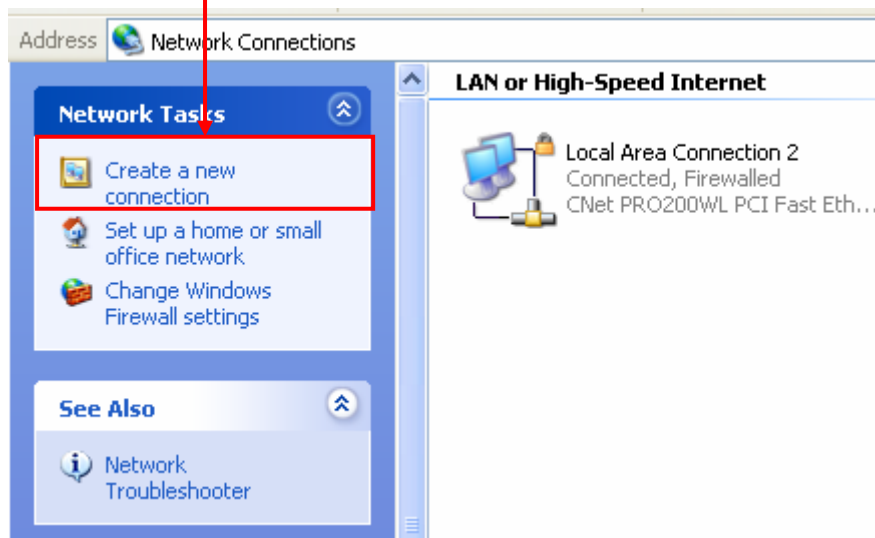 Address Network Connections
Network Tasks
Create a new
connection
Set up a home or small
office network
Change Windows
Firewall settings
See Also
Network
Troubleshooter
LAN or High-Speed Internet
Local Area Connection 2
Connected, Firewalled
CNet PRO200WL PCI Fast Eth...